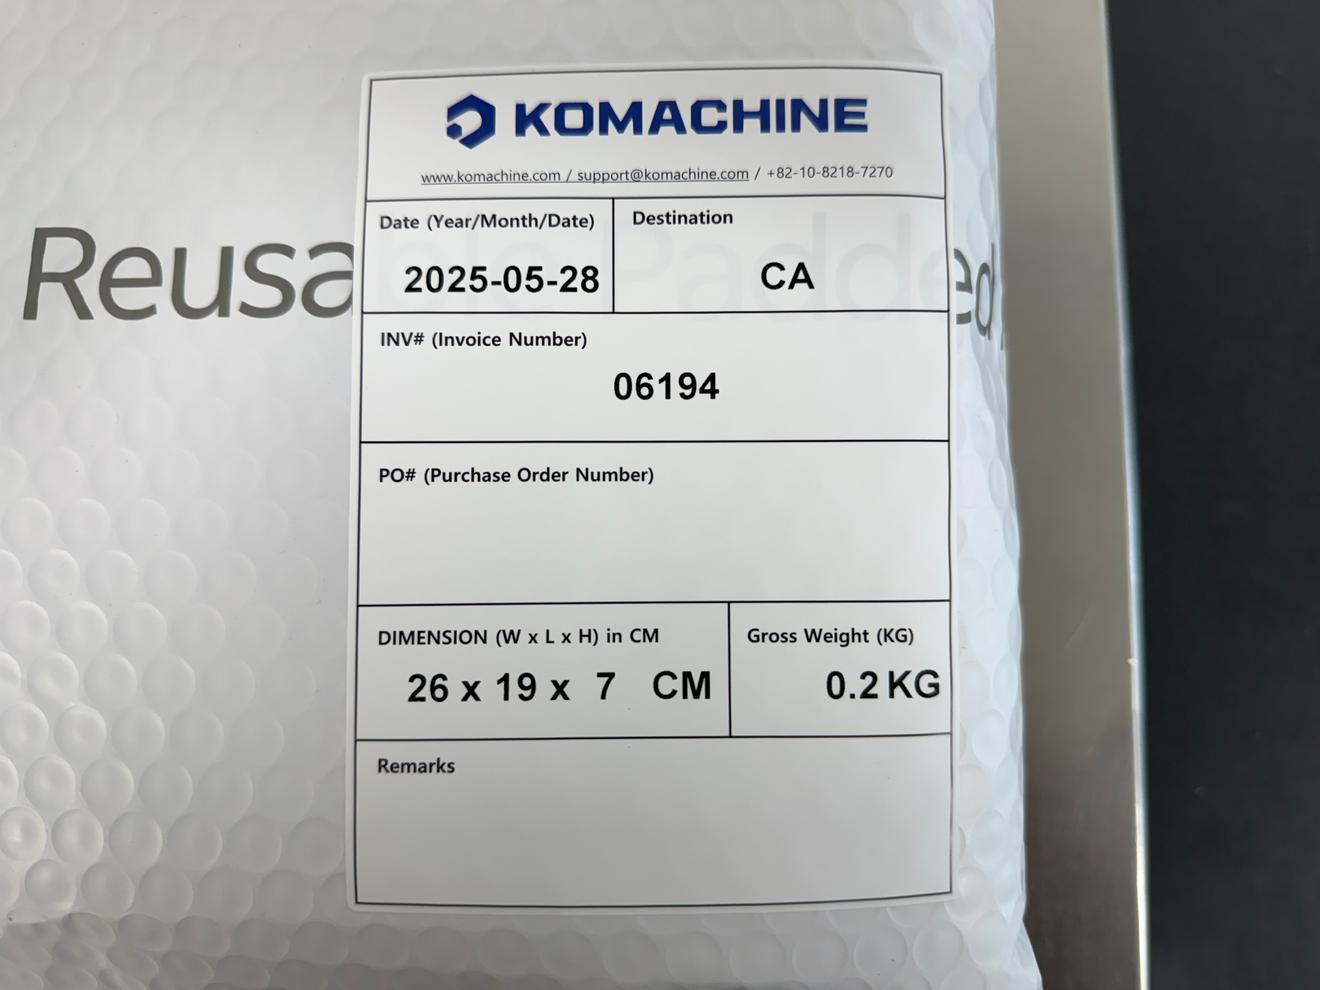 KOMACHINE
www.komachine.com / support@komachine.com / +82-10-8218-7270
Date (Year/Month/Date)
2025-05-28
Destination
CA
Reusable Padded
INV# (Invoice Number)
06194
PO# (Purchase Order Number)
DIMENSION (W x L x H) in CM
26 x 19 x 7 CM
Gross Weight (KG)
0.2 KG
Remarks